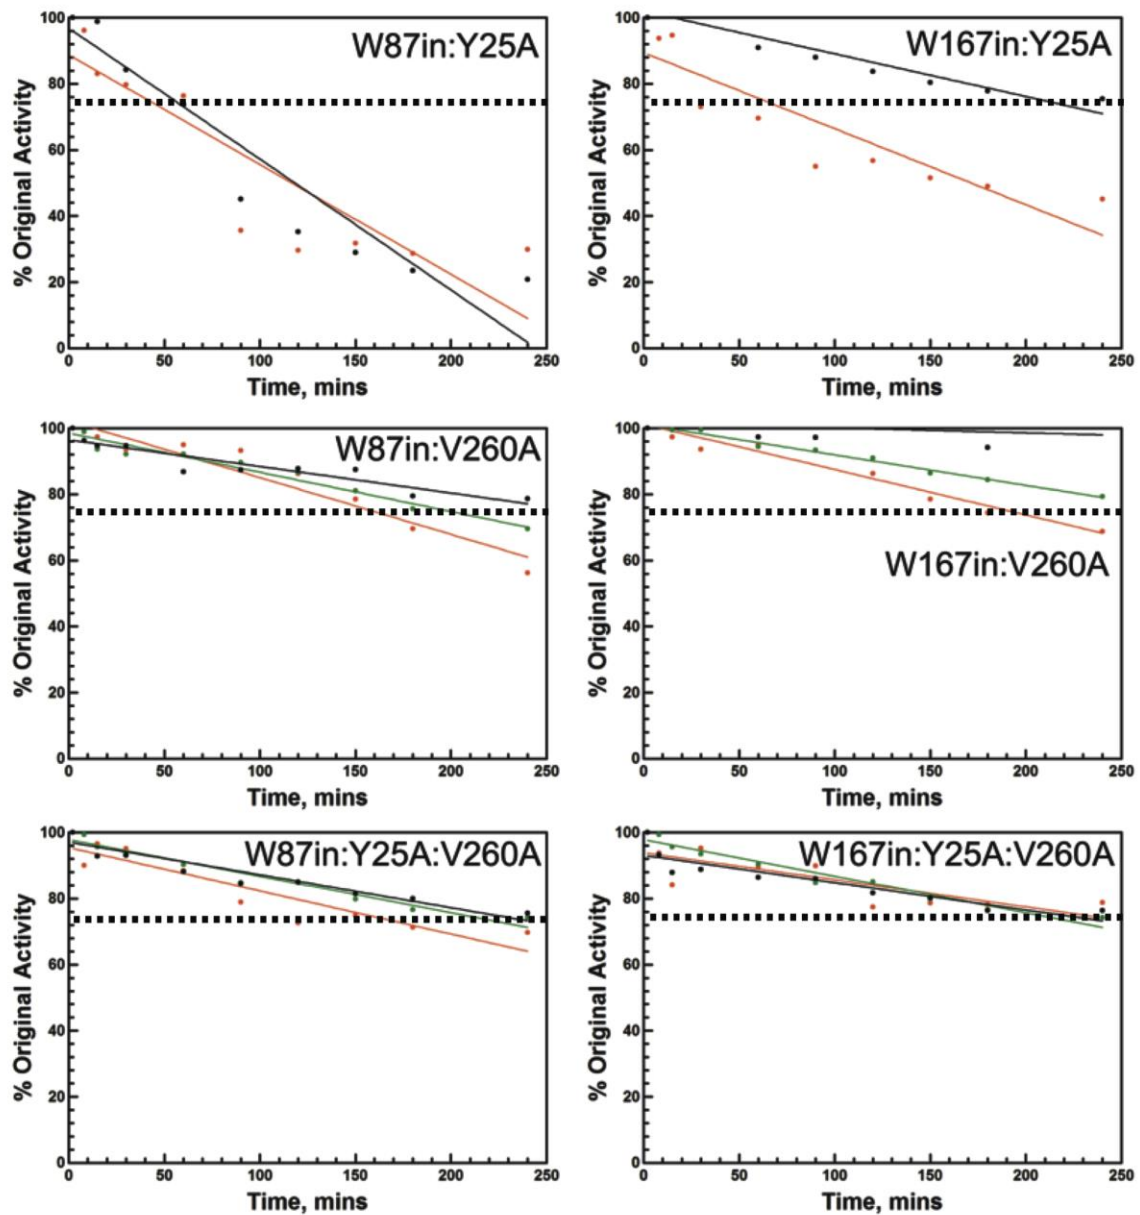 W87in:Y25A
% Original Activity
100
80
60
40
20
0
0 50 100 150 200 250
Time, mins
W167in:Y25A
% Original Activity
100
80
60
40
20
0
0 50 100 150 200 250
Time, mins
W87in:V260A
% Original Activity
100
80
60
40
20
0
0 50 100 150 200 250
Time, mins
W167in:V260A
% Original Activity
100
80
60
40
20
0
0 50 100 150 200 250
Time, mins
W87in:Y25A:V260A
% Original Activity
100
80
60
40
20
0
0 50 100 150 200 250
Time, mins
W167in:Y25A:V260A
% Original Activity
100
80
60
40
20
0
0 50 100 150 200 250
Time, mins